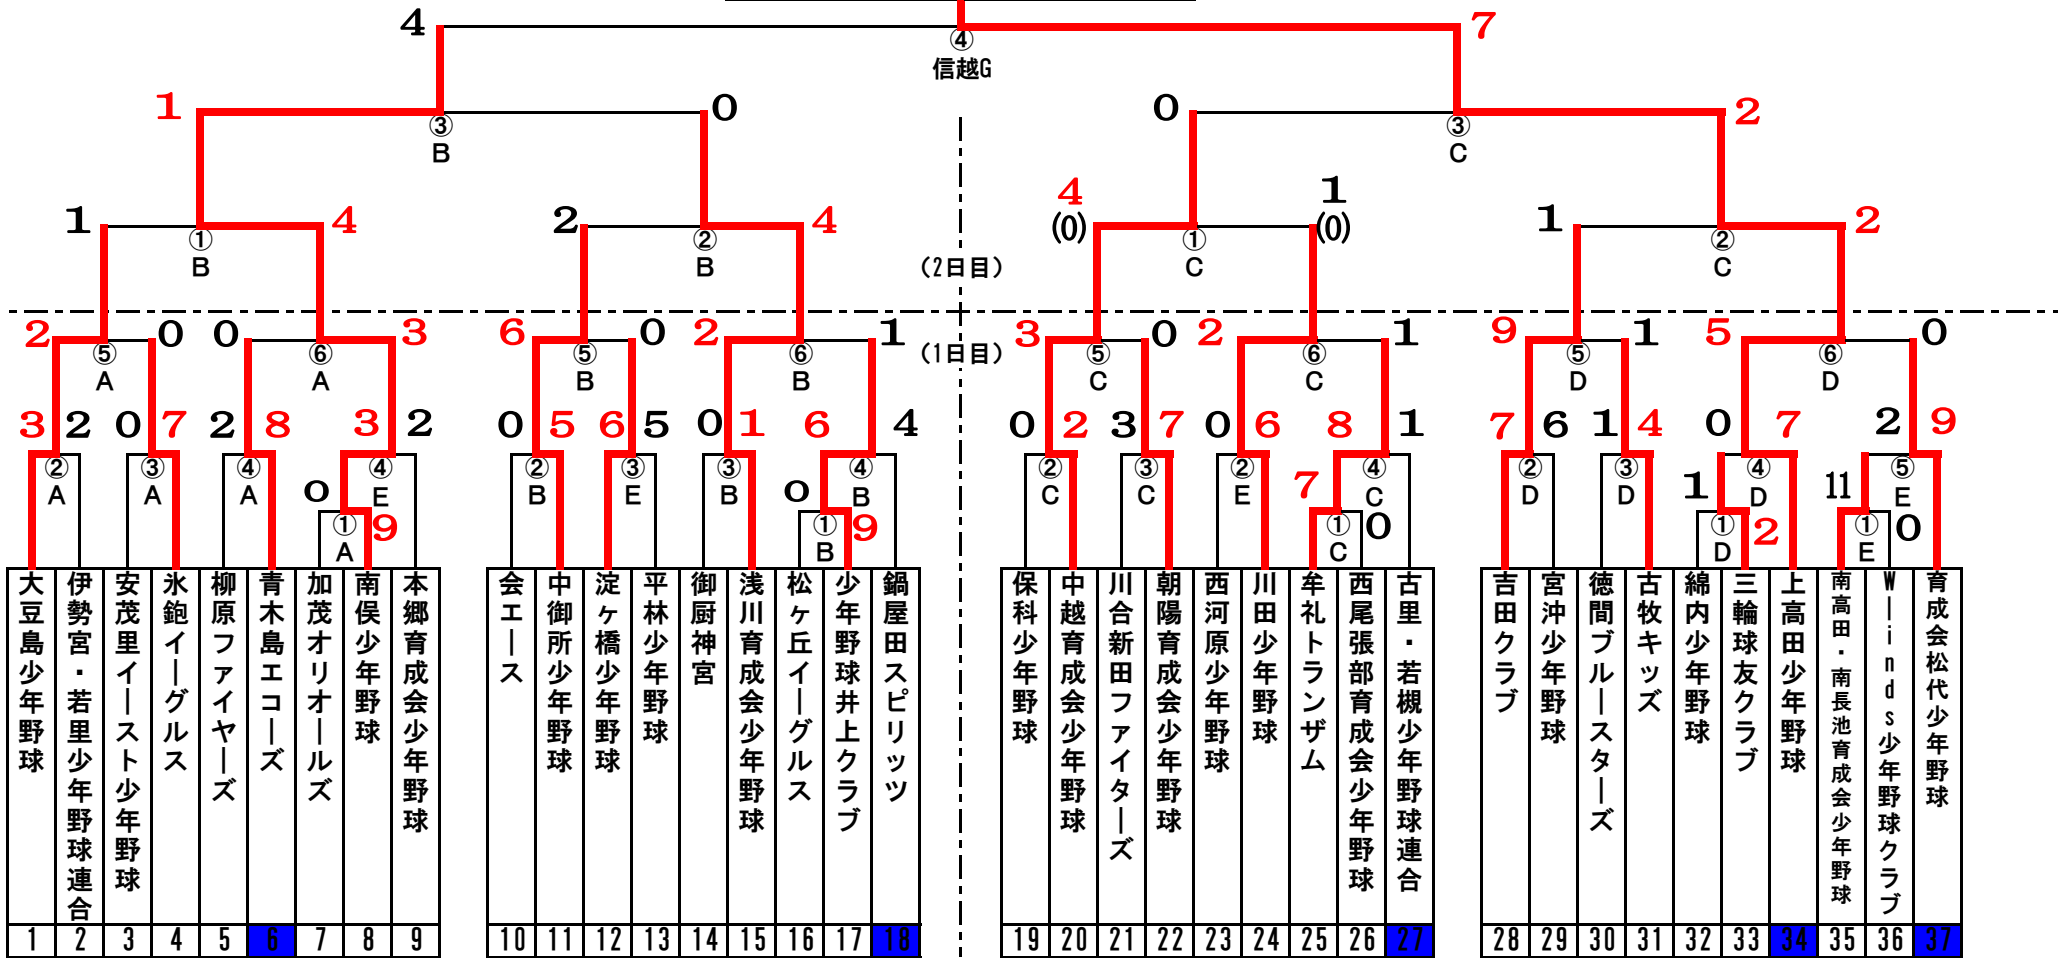 4 7
④
信越G
1 0 0 2
③ ③
B C
1 4 2 4 4 1 1 2
(0) (0)
① ② ① ②
B B C C
(2日目)
2 0 0 3 6 0 2 1 3 0 2 1 9 1 5 0
(1日目)
⑤ ⑥ ⑤ ⑥ ⑤ ⑥ ⑤ ⑥
A A B B C C D D
3 2 0 7 2 8 3 2 0 5 6 5 0 1 6 4 0 2 3 7 0 6 8 1 7 6 1 4 0 7 2 9
② ③ ④ ④ ② ③ ③ ④ ② ③ ② ④ ② ③ ④ ⑤
A A A E B E B B C C E C D D D E
0 9 0 9 7 0 1 2 11 0
① ① ① ① ①
A B C D E
大豆島少年野球
伊勢宮・若里少年野球連合
安茂里イースト少年野球
氷鉋イーグルス
柳原ファイヤーズ
青木島エコーズ
加茂オリオールズ
南俣少年野球
本郷育成会少年野球
会エース
中御所少年野球
淀ヶ橋少年野球
平林少年野球
御厨神宮
浅川育成会少年野球
松ヶ丘イーグルス
少年野球井上クラブ
鍋屋田スピリッツ
保科少年野球
中越育成会少年野球
川合新田ファイターズ
朝陽育成会少年野球
西河原少年野球
川田少年野球
牟礼トランザム
西尾張部育成会少年野球
古里・若槻少年野球連合
吉田クラブ
宮沖少年野球
徳間ブルースターズ
古牧キッズ
綿内少年野球
三輪球友クラブ
上高田少年野球
南高田・南長池育成会少年野球
Wーinds少年野球クラブ
育成会松代少年野球
1 2 3 4 5 6 7 8 9 10 11 12 13 14 15 16 17 18 19 20 21 22 23 24 25 26 27 28 29 30 31 32 33 34 35 36 37